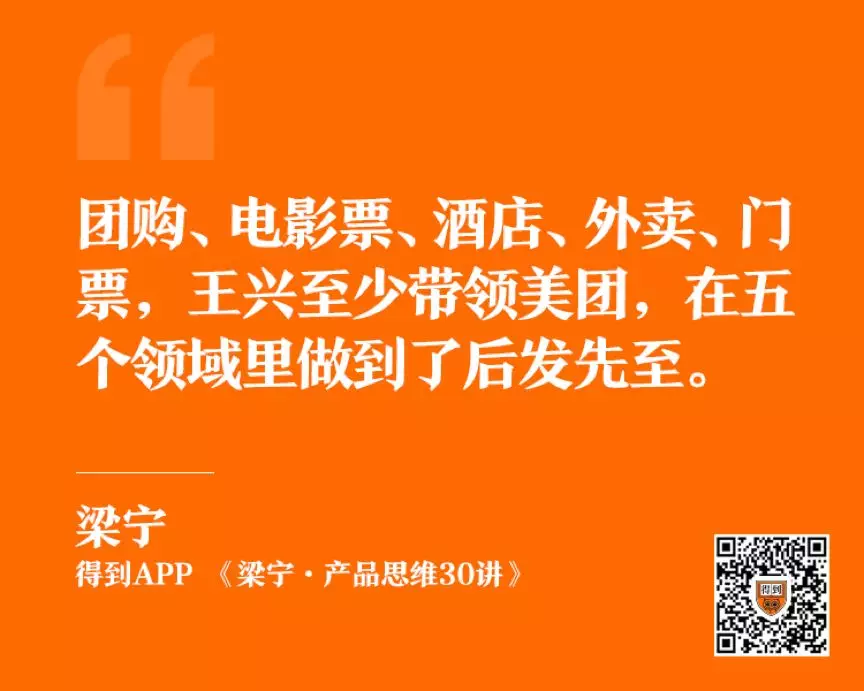 团购、电影票、酒店、外卖、门
票，王兴至少带领美团，在五
个领域里做到了后发先至。
梁宁
得到APP 《梁宁·产品思维30讲》
得到